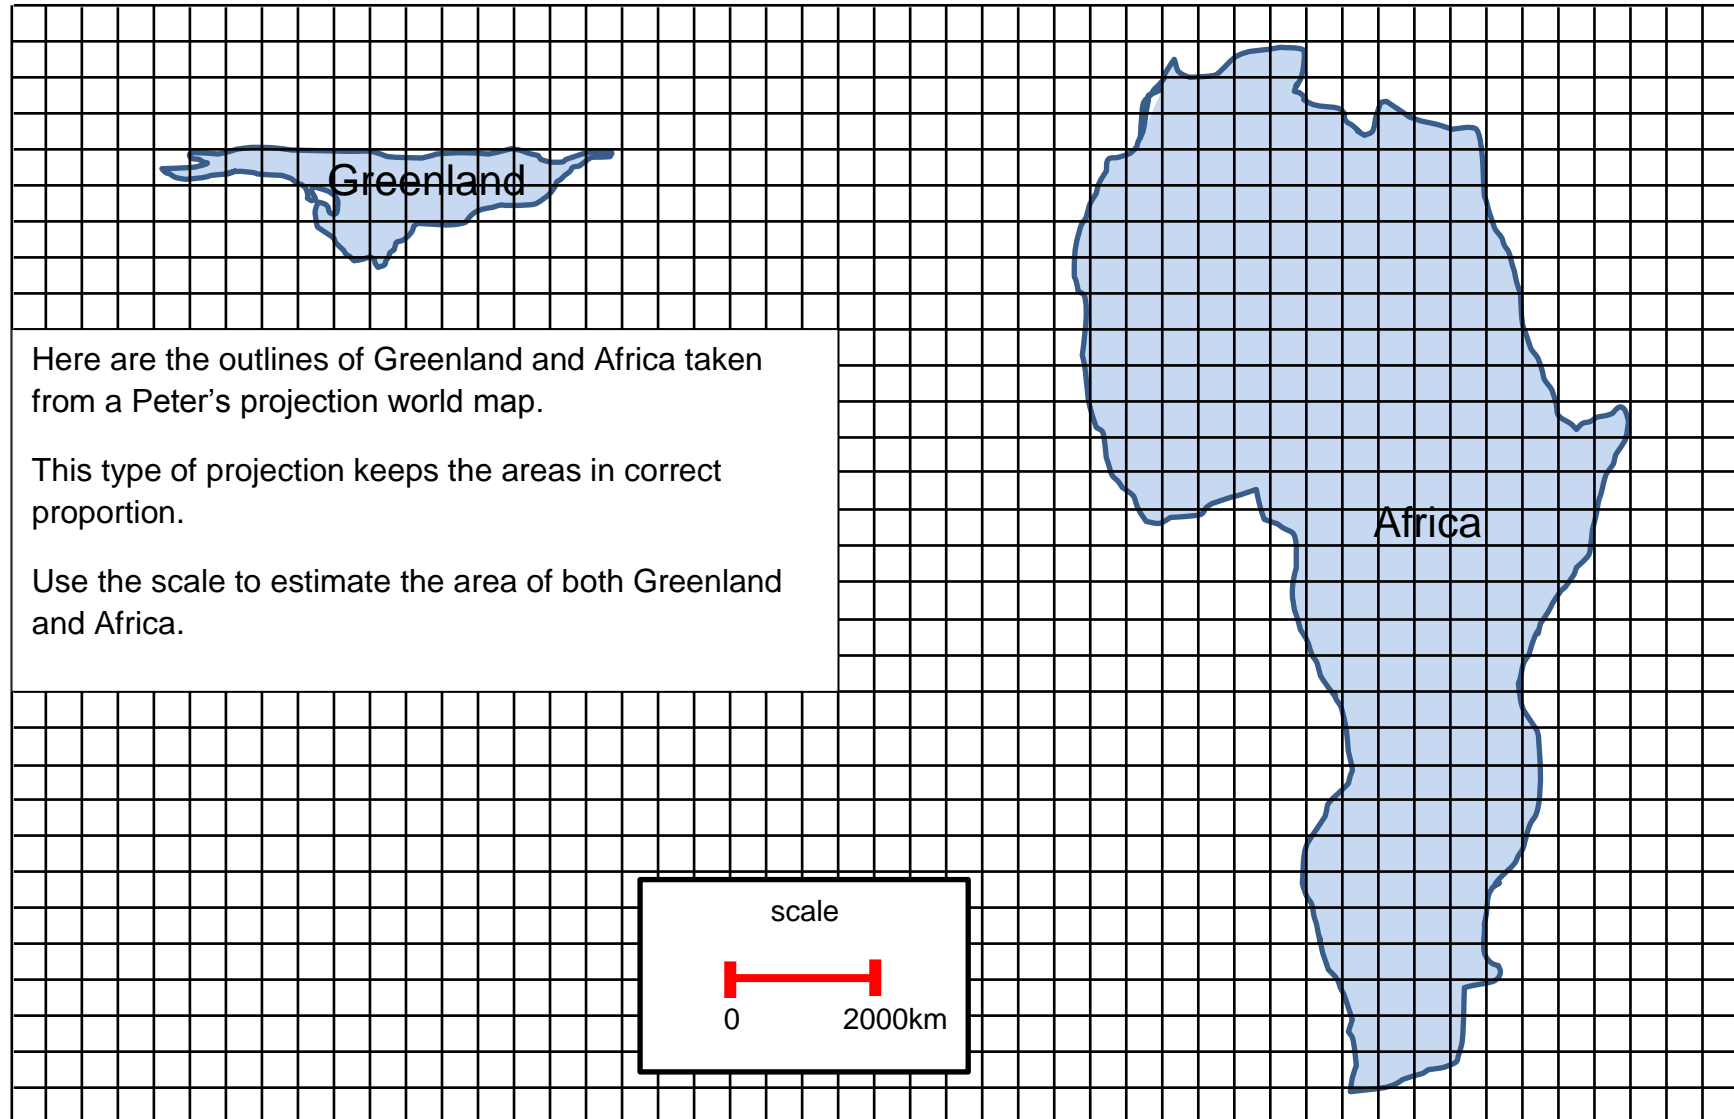 Greenland
Africa
Here are the outlines of Greenland and Africa taken
from a Peter’s projection world map.
This type of projection keeps the areas in correct
proportion.
Use the scale to estimate the area of both Greenland
and Africa.
scale
0 2000km